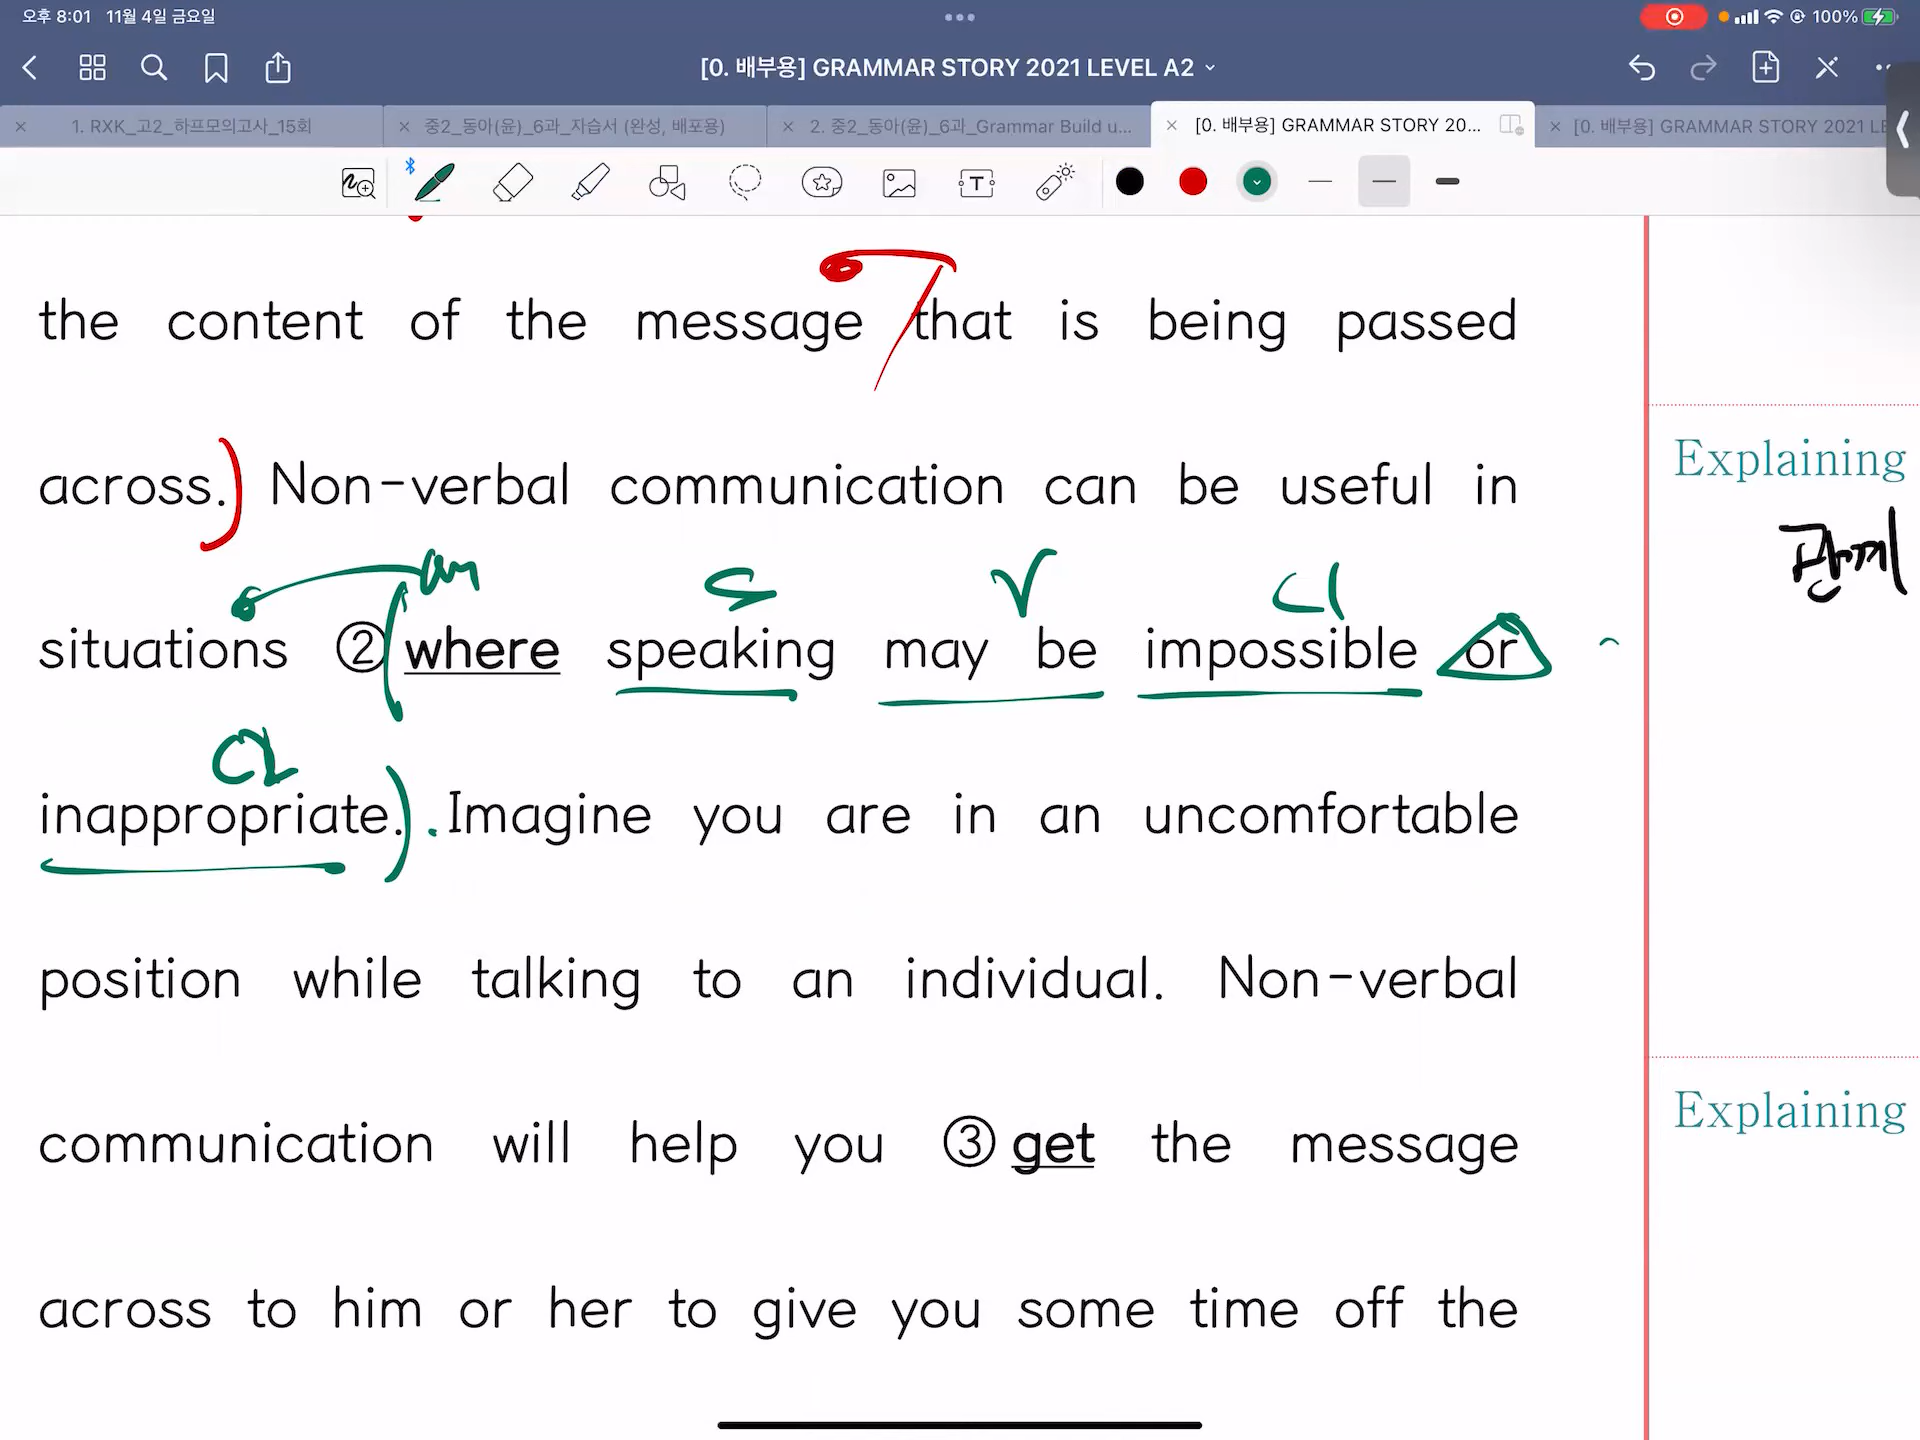 오후 8:01 11월 4일 금요일
100%
[0. 배부용] GRAMMAR STORY 2021 LEVEL A2
1. RXK_고2_하프모의고사_15회
중2_동아(윤)_6과_자습서 (완성, 배포용)
2. 중2_동아(윤)_6과_Grammar Build u...
[0. 배부용] GRAMMAR STORY 20...
[0. 배부용] GRAMMAR STORY 2021 LE
the content of the message that is being passed
across. Non-verbal communication can be useful in
Explaining
관계
S V C1
situations ② where speaking may be impossible or
C2
inappropriate. Imagine you are in an uncomfortable
position while talking to an individual. Non-verbal
communication will help you ③ get the message
Explaining
across to him or her to give you some time off the